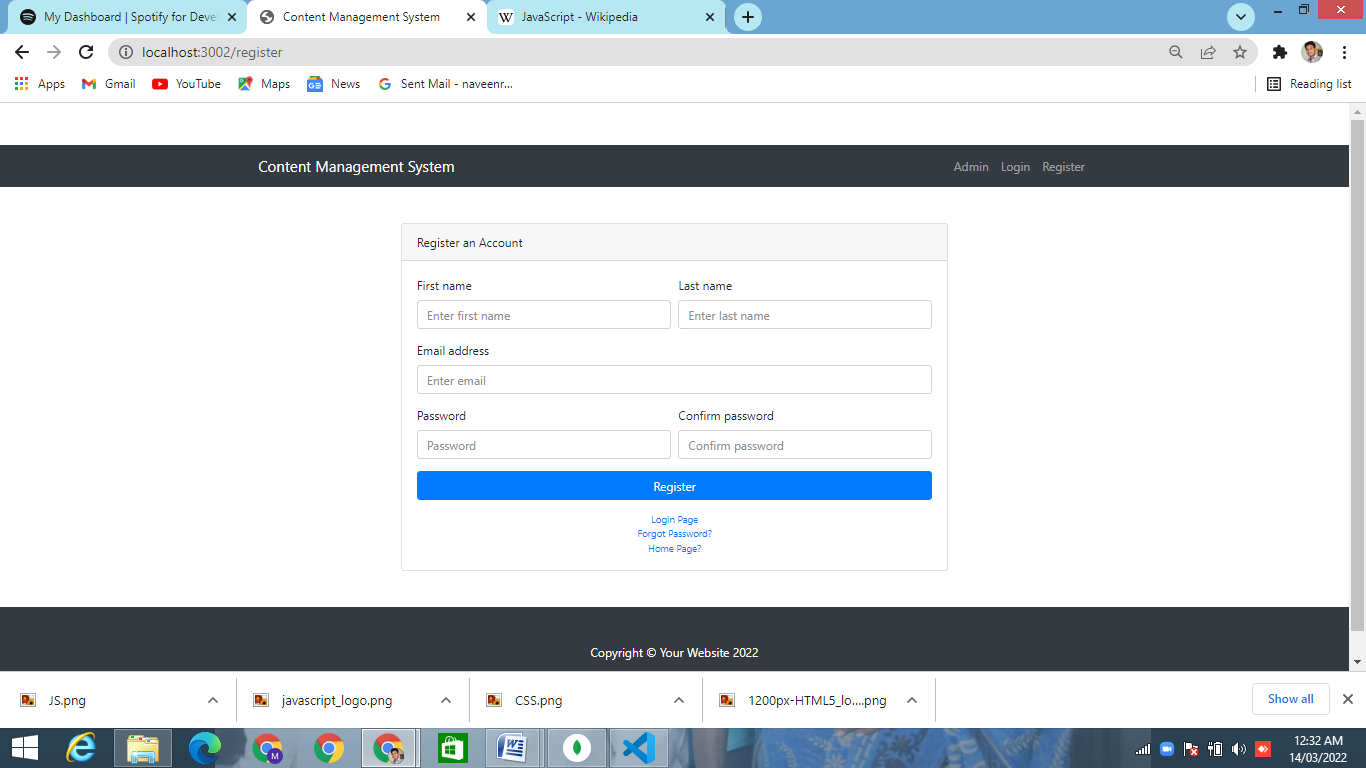 My Dashboard | Spotify for Deve
Content Management System
JavaScript - Wikipedia
localhost:3002/register
Apps
Gmail
YouTube
Maps
News
Sent Mail - naveenr...
Reading list
Content Management System
Admin
Login
Register
Register an Account
First name
Last name
Enter first name
Enter last name
Email address
Enter email
Password
Confirm password
Password
Confirm password
Register
Login Page
Forgot Password?
Home Page?
Copyright © Your Website 2022
JS.png
javascript_logo.png
CSS.png
1200px-HTML5_lo....png
Show all
12:32 AM
14/03/2022